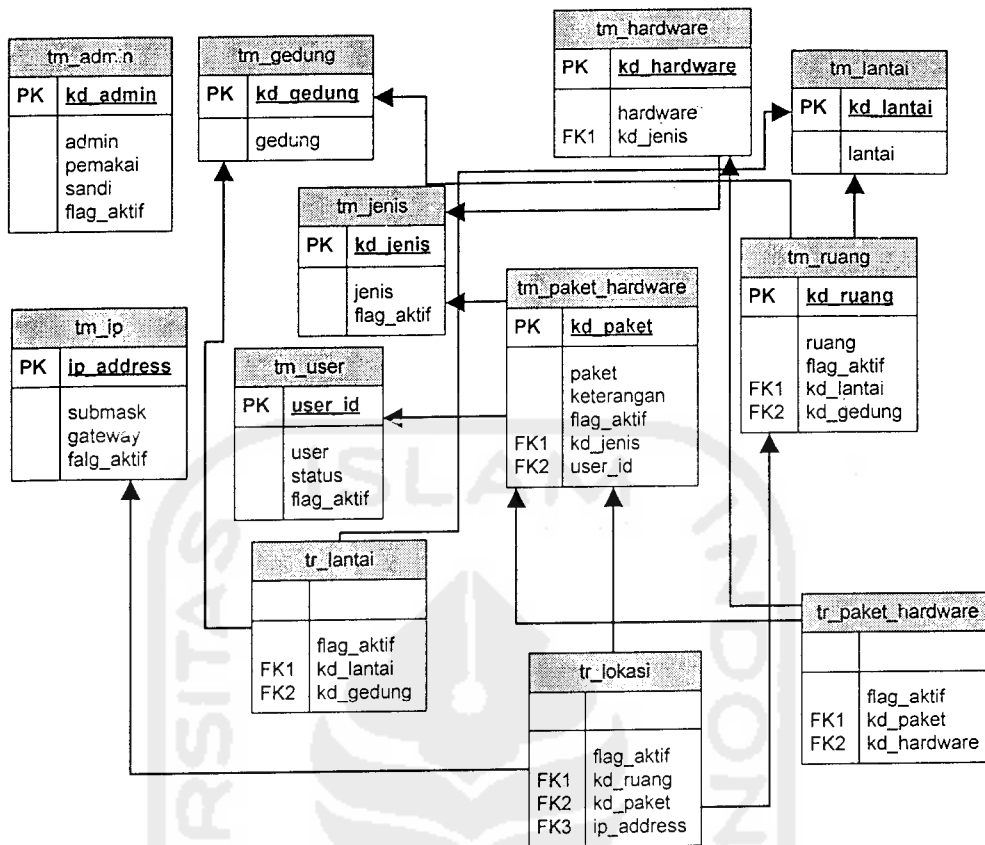 tm_admin
PK kd_admin
admin
pemakai
sandi
flag_aktif
tm_gedung
PK kd_gedung
gedung
tm_hardware
PK kd_hardware
hardware
FK1 kd_jenis
tm_lantai
PK kd_lantai
lantai
tm_jenis
PK kd_jenis
jenis
flag_aktif
tm_paket_hardware
PK kd_paket
paket
keterangan
flag_aktif
FK1 kd_jenis
FK2 user_id
tm_ruang
PK kd_ruang
ruang
flag_aktif
FK1 kd_lantai
FK2 kd_gedung
tm_ip
PK ip_address
submask
gateway
falg_aktif
tm_user
PK user_id
user
status
flag_aktif
tr_lantai
flag_aktif
FK1 kd_lantai
FK2 kd_gedung
tr_lokasi
flag_aktif
FK1 kd_ruang
FK2 kd_paket
FK3 ip_address
tr_paket_hardware
flag_aktif
FK1 kd_paket
FK2 kd_hardware
RSITAS
SLAM
INDON